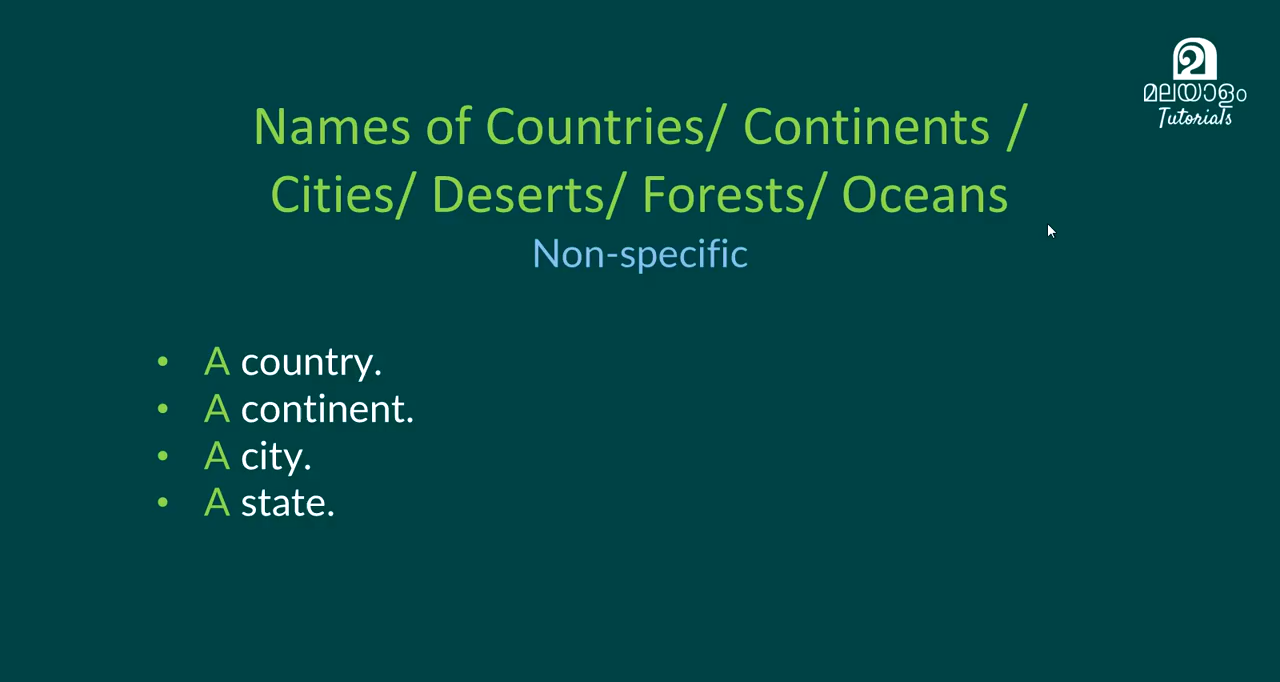 മലയാളം
Tutorials
Names of Countries/ Continents /
Cities/ Deserts/ Forests/ Oceans
Non-specific
• A country.
• A continent.
• A city.
• A state.